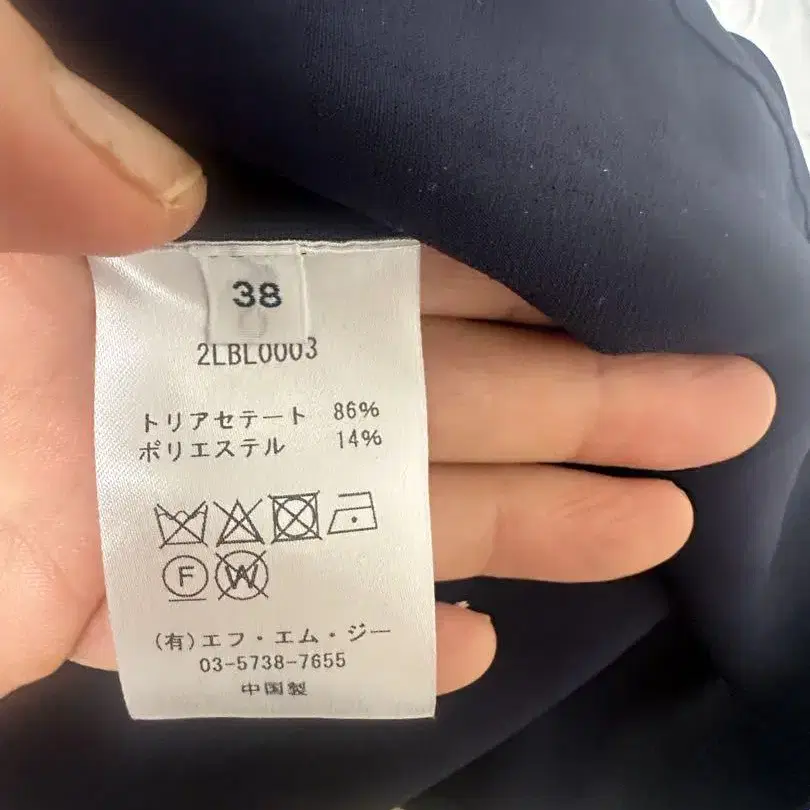 38
2LBL0003
トリアセテート 86%
ポリエステル 14%
F W
(有)エフ・エム・ジー
03-5738-7655
中国製